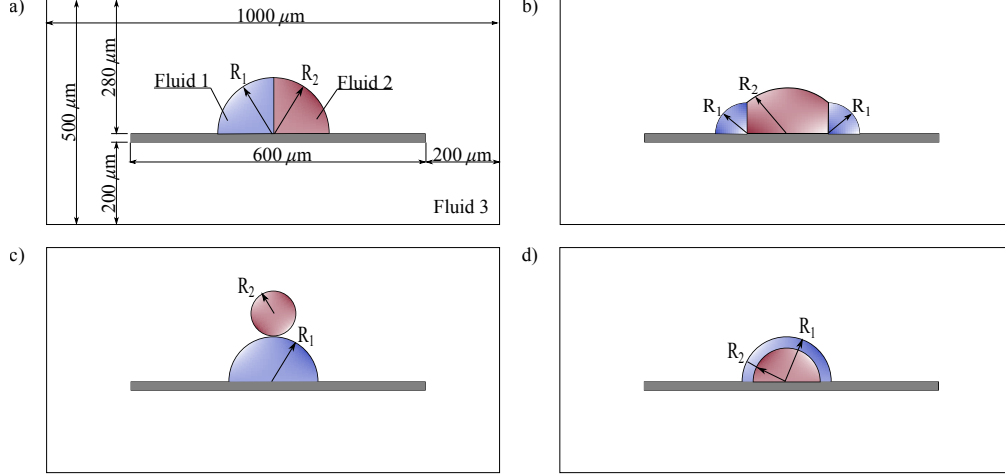 a)
1000 μm
500 μm
280 μm
Fluid 1
R1
R2
Fluid 2
600 μm
200 μm
200 μm
Fluid 3
b)
R1
R2
R1
c)
R2
R1
d)
R1
R2